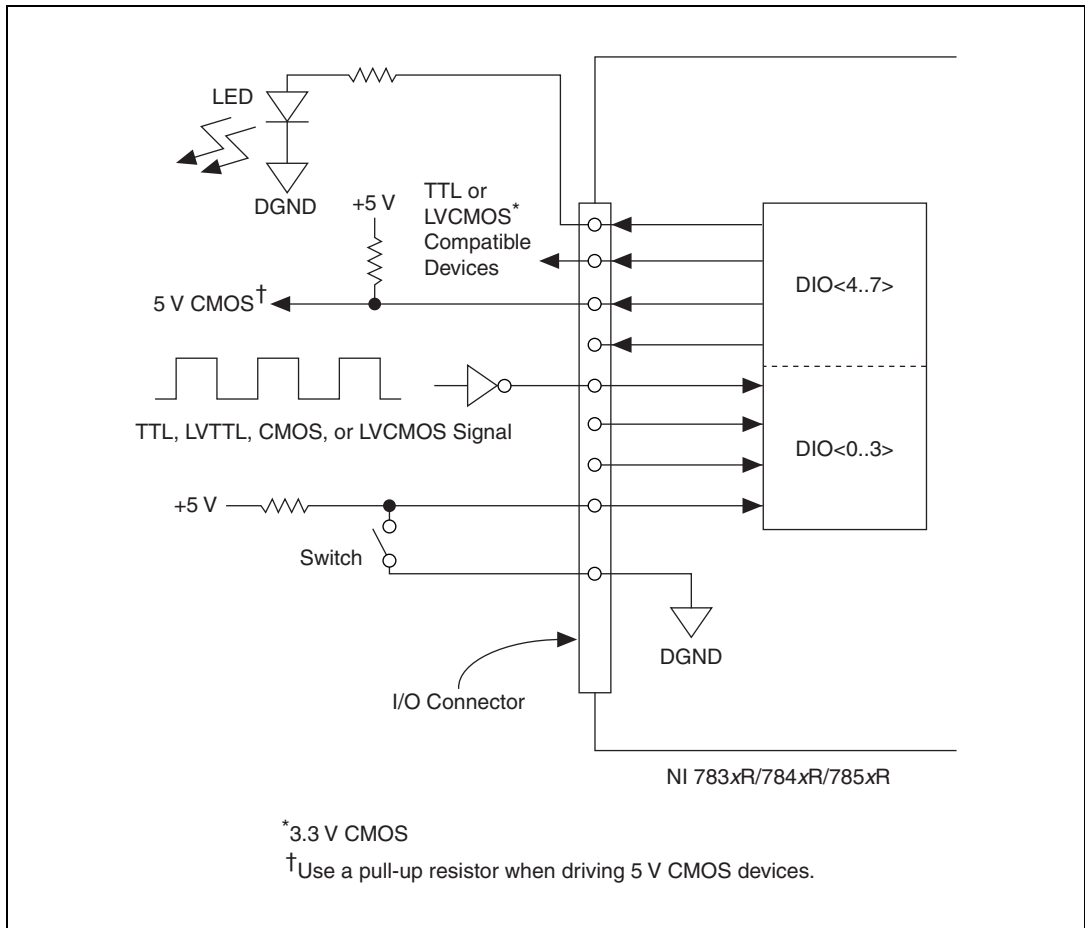 LED
DGND
+5 V
TTL or
LVCMOS*
Compatible
Devices
5 V CMOS†
DIO<4..7>
TTL, LVTTL, CMOS, or LVCMOS Signal
DIO<0..3>
+5 V
Switch
DGND
I/O Connector
NI 783xR/784xR/785xR
*3.3 V CMOS
†Use a pull-up resistor when driving 5 V CMOS devices.